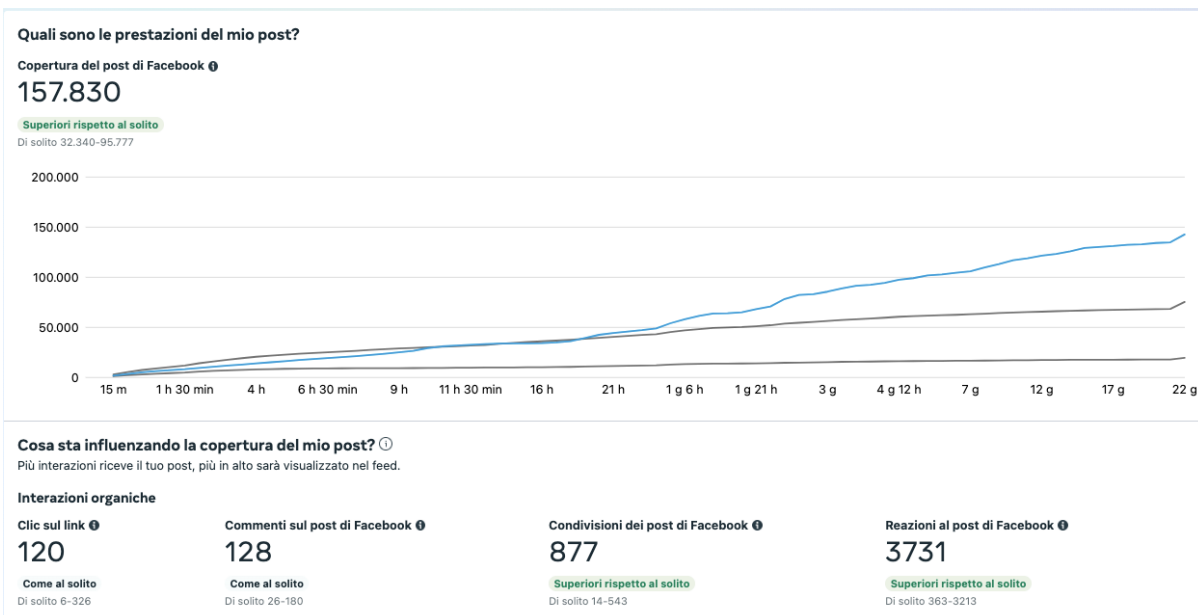 Quali sono le prestazioni del mio post?
Copertura del post di Facebook
157.830
Superiori rispetto al solito
Di solito 32.340-95.777
200.000
150.000
100.000
50.000
0
15 m 1 h 30 min 4 h 6 h 30 min 9 h 11 h 30 min 16 h 21 h 1 g 6 h 1 g 21 h 3 g 4 g 12 h 7 g 12 g 17 g 22 g
Cosa sta influenzando la copertura del mio post?
Più interazioni riceve il tuo post, più in alto sarà visualizzato nel feed.
Interazioni organiche
Clic sul link Commenti sul post di Facebook Condivisioni dei post di Facebook Reazioni al post di Facebook
120 128 877 3731
Come al solito Come al solito Superiori rispetto al solito Superiori rispetto al solito
Di solito 6-326 Di solito 26-180 Di solito 14-543 Di solito 363-3213